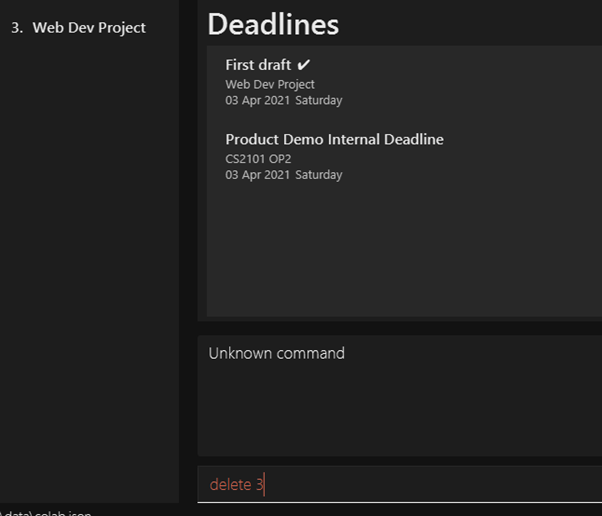 3. Web Dev Project
Deadlines
First draft ✔
Web Dev Project
03 Apr 2021 Saturday
Product Demo Internal Deadline
CS2101 OP2
03 Apr 2021 Saturday
Unknown command
delete 3
\data\colab.json